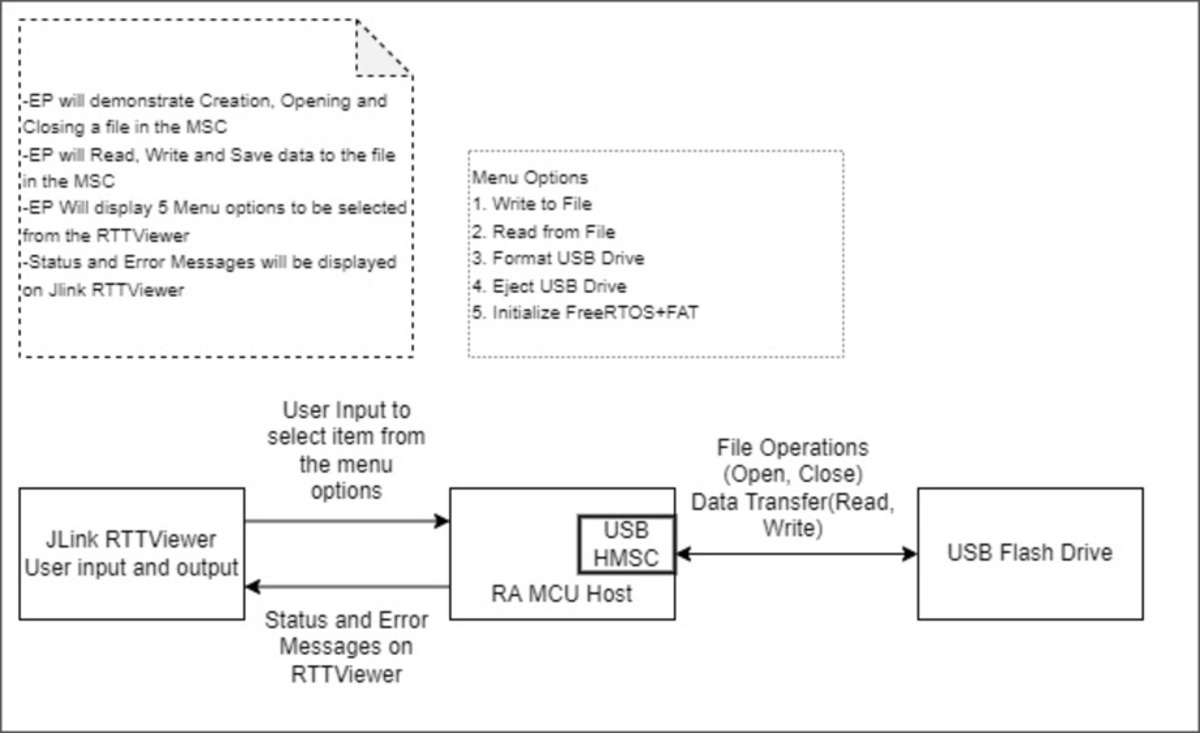 -EP will demonstrate Creation, Opening and
Closing a file in the MSC
-EP will Read, Write and Save data to the file
in the MSC
-EP Will display 5 Menu options to be selected
from the RTTViewer
-Status and Error Messages will be displayed
on Jlink RTTViewer
Menu Options
1. Write to File
2. Read from File
3. Format USB Drive
4. Eject USB Drive
5. Initialize FreeRTOS+FAT
User Input to
select item from
the menu
options
File Operations
(Open, Close)
Data Transfer(Read,
Write)
JLink RTTViewer
User input and output
USB
HMSC
RA MCU Host
USB Flash Drive
Status and Error
Messages on
RTTViewer